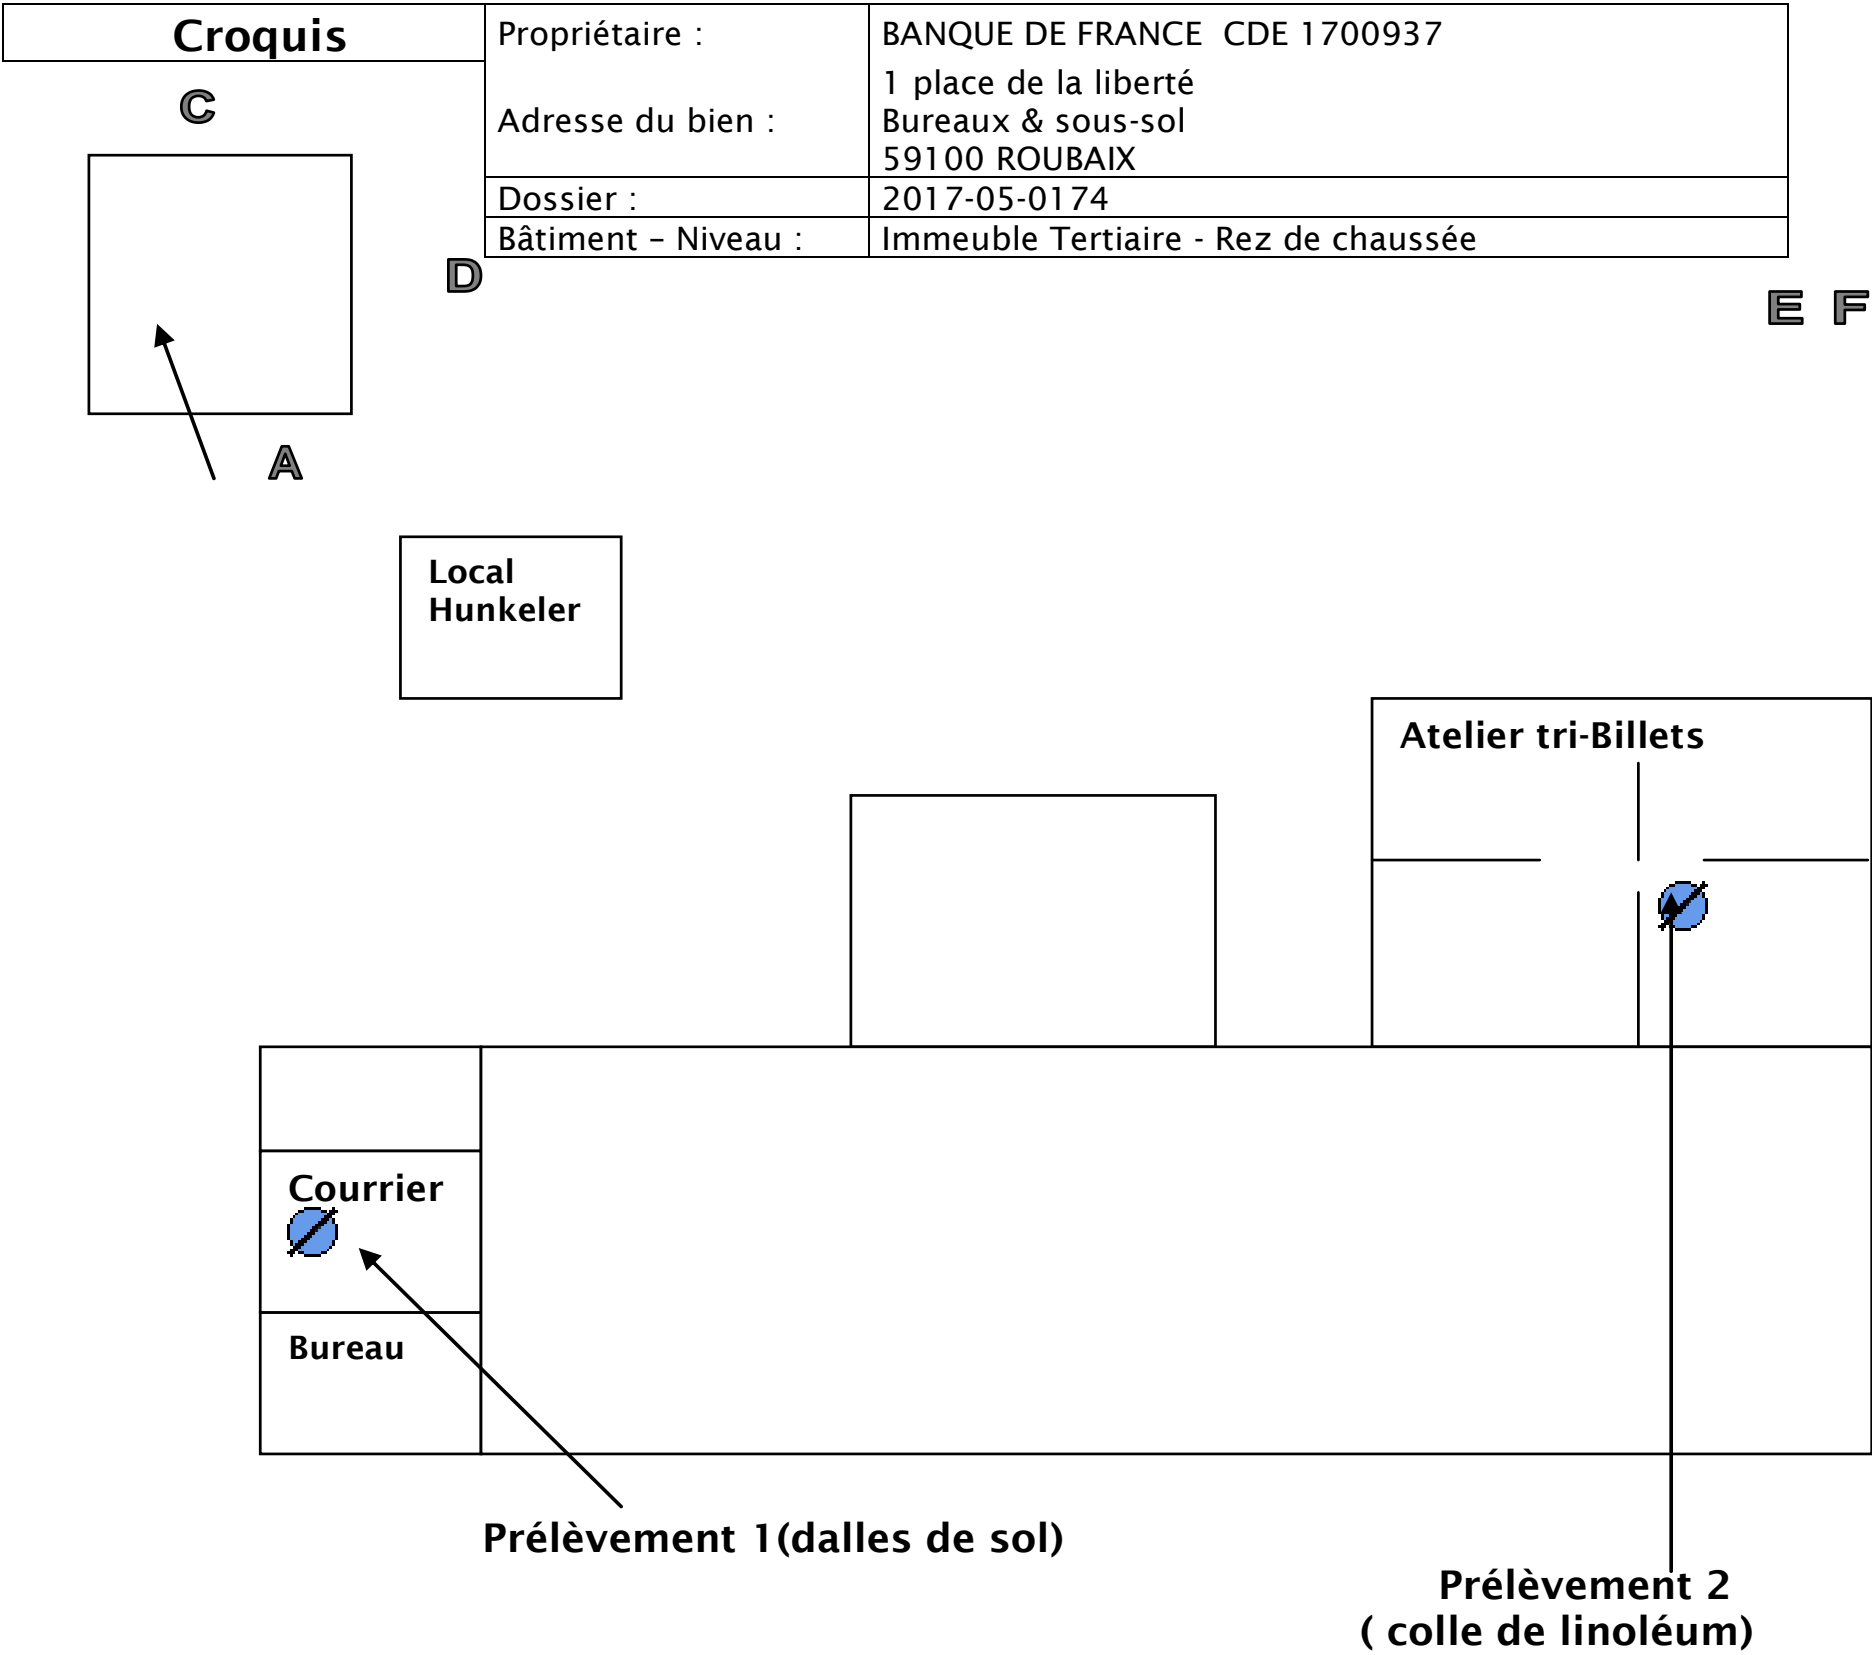 Croquis
Propriétaire :
BANQUE DE FRANCE  CDE 1700937
Adresse du bien :
1 place de la liberté
Bureaux & sous-sol
59100 ROUBAIX
Dossier :
2017-05-0174
Bâtiment – Niveau :
Immeuble Tertiaire - Rez de chaussée
C
D
E F
A
Local
Hunkeler
Atelier tri-Billets
Courrier
Bureau
Prélèvement 1(dalles de sol)
Prélèvement 2
( colle de linoléum)